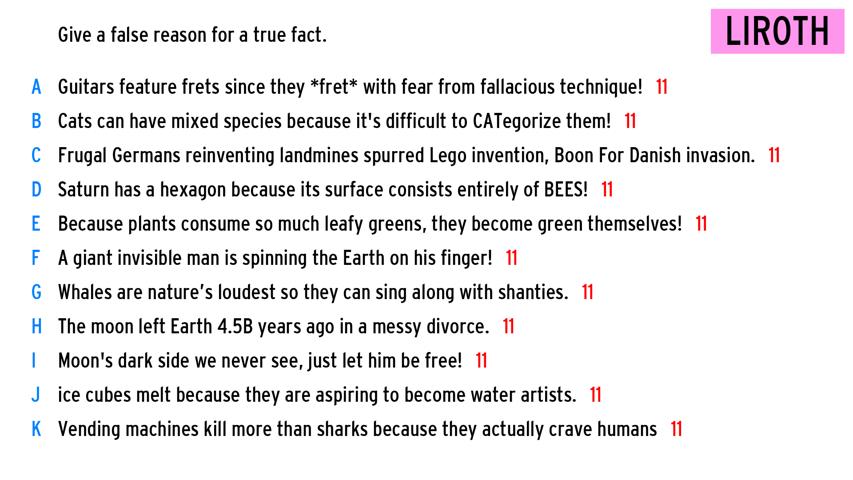 Give a false reason for a true fact.
LIROTH
A Guitars feature frets since they *fret* with fear from fallacious technique! 11
B Cats can have mixed species because it's difficult to CATegorize them! 11
C Frugal Germans reinventing landmines spurred Lego invention, Boon For Danish invasion. 11
D Saturn has a hexagon because its surface consists entirely of BEES! 11
E Because plants consume so much leafy greens, they become green themselves! 11
F A giant invisible man is spinning the Earth on his finger! 11
G Whales are nature’s loudest so they can sing along with shanties. 11
H The moon left Earth 4.5B years ago in a messy divorce. 11
I Moon's dark side we never see, just let him be free! 11
J ice cubes melt because they are aspiring to become water artists. 11
K Vending machines kill more than sharks because they actually crave humans 11